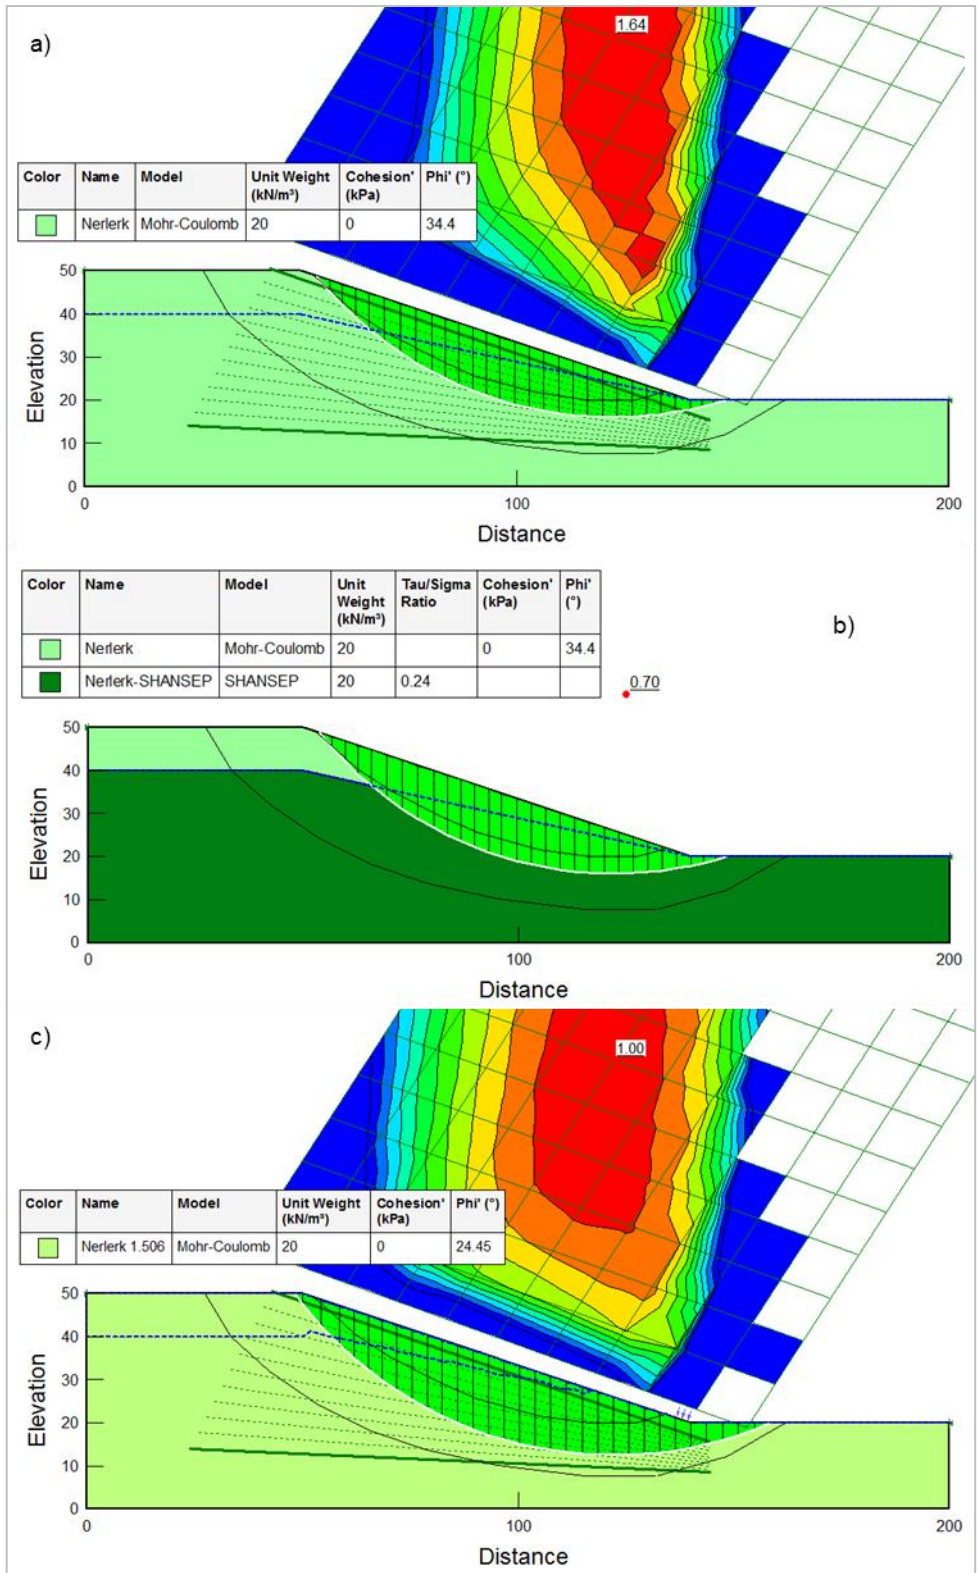 a)
1.64
Color Name Model Unit Weight (kN/m³) Cohesion' (kPa) Phi' (°)
Nerlerk Mohr-Coulomb 20 0 34.4
50
40
30
20
10
0
Elevation
0 100 200
Distance
Color Name Model Unit Weight (kN/m³) Tau/Sigma Ratio Cohesion' (kPa) Phi' (°)
Nerlerk Mohr-Coulomb 20 0 34.4
Nerlerk-SHANSEP SHANSEP 20 0.24
b)
0.70
50
40
30
20
10
0
Elevation
0 100 200
Distance
c)
1.00
Color Name Model Unit Weight (kN/m³) Cohesion' (kPa) Phi' (°)
Nerlerk 1.506 Mohr-Coulomb 20 0 24.45
50
40
30
20
10
0
Elevation
0 100 200
Distance